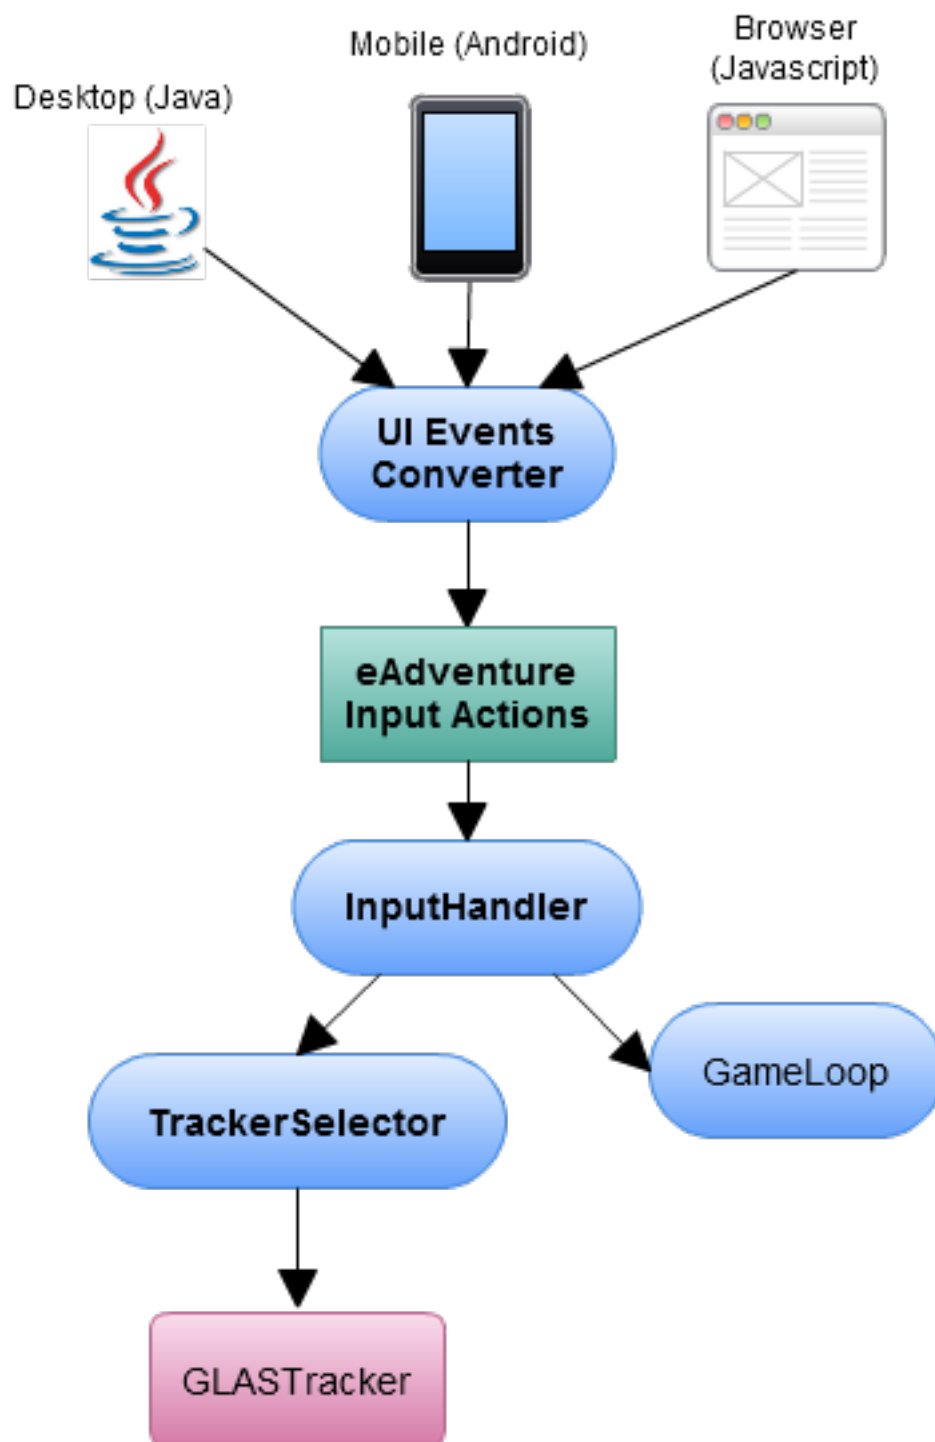 Desktop (Java)
Mobile (Android)
Browser
(Javascript)
UI Events
Converter
eAdventure
Input Actions
InputHandler
TrackerSelector
GameLoop
GLASTracker